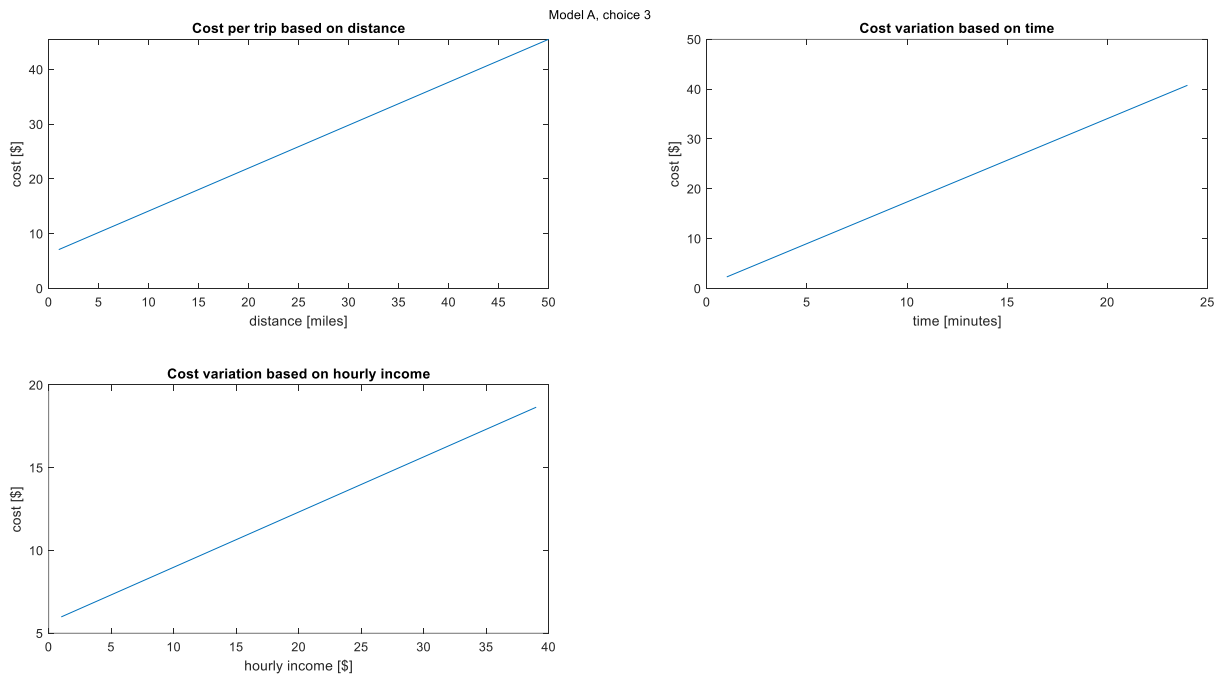 Model A, choice 3
Cost per trip based on distance
40
30
20
10
0
cost [$]
0 5 10 15 20 25 30 35 40 45 50
distance [miles]
Cost variation based on time
50
40
30
20
10
0
cost [$]
0 5 10 15 20 25
time [minutes]
Cost variation based on hourly income
20
15
10
5
cost [$]
0 5 10 15 20 25 30 35 40
hourly income [$]